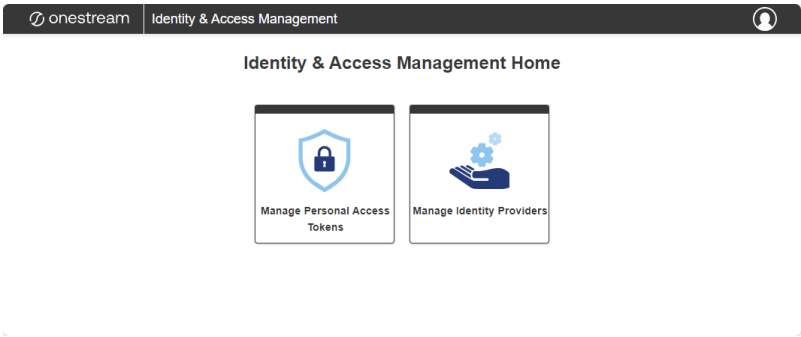 onestream Identity & Access Management
Identity & Access Management Home
Manage Personal Access
Tokens
Manage Identity Providers